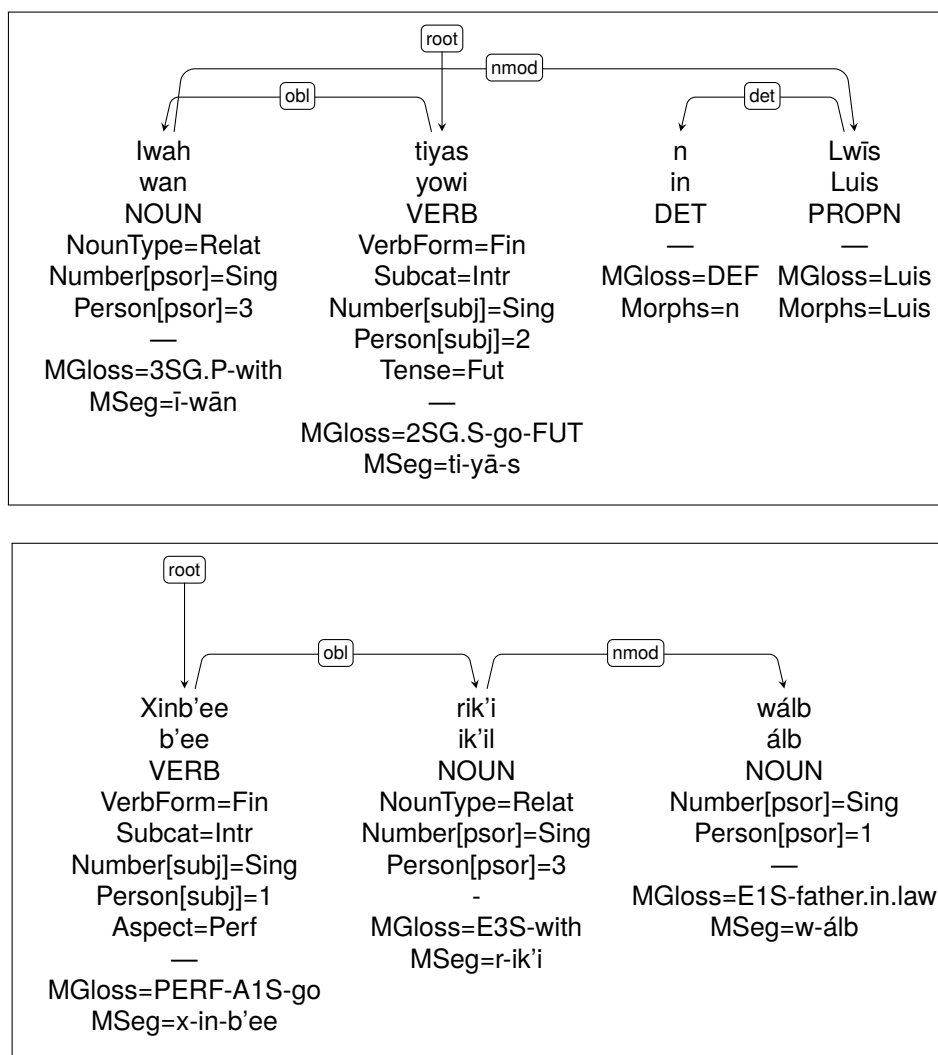 root
nmod
obl
det
Iwah
wan
NOUN
NounType=Relat
Number[psor]=Sing
Person[psor]=3
—
MGloss=3SG.P-with
MSeg=ī-wān
tiyas
yowi
VERB
VerbForm=Fin
Subcat=Intr
Number[subj]=Sing
Person[subj]=2
Tense=Fut
—
MGloss=2SG.S-go-FUT
MSeg=ti-yā-s
n
in
DET
—
MGloss=DEF
Morphs=n
Lwīs
Luis
PROPN
—
MGloss=Luis
Morphs=Luis
root
obl
nmod
Xinb’ee
b’ee
VERB
VerbForm=Fin
Subcat=Intr
Number[subj]=Sing
Person[subj]=1
Aspect=Perf
—
MGloss=PERF-A1S-go
MSeg=x-in-b’ee
rik’i
ik’il
NOUN
NounType=Relat
Number[psor]=Sing
Person[psor]=3
-
MGloss=E3S-with
MSeg=r-ik’i
wálb
álb
NOUN
Number[psor]=Sing
Person[psor]=1
—
MGloss=E1S-father.in.law
MSeg=w-álb